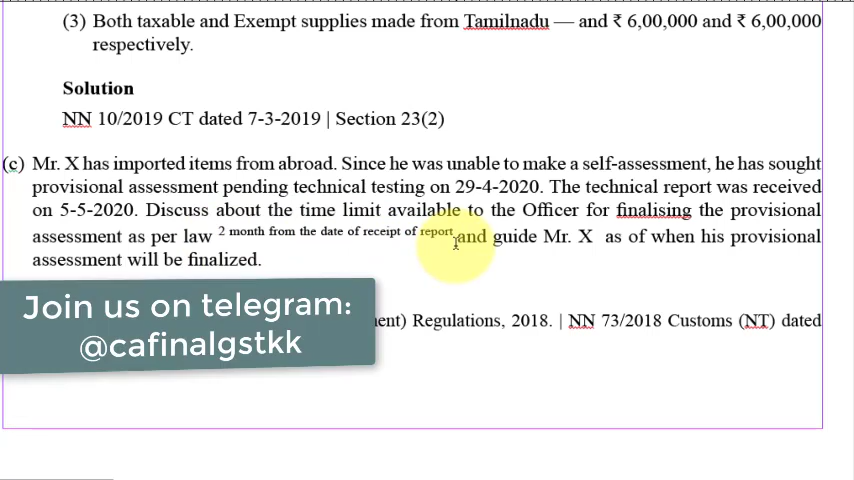 (3) Both taxable and Exempt supplies made from Tamilnadu — and ₹ 6,00,000 and ₹ 6,00,000
respectively.
Solution
NN 10/2019 CT dated 7-3-2019 | Section 23(2)
(c) Mr. X has imported items from abroad. Since he was unable to make a self-assessment, he has sought
provisional assessment pending technical testing on 29-4-2020. The technical report was received
on 5-5-2020. Discuss about the time limit available to the Officer for finalising the provisional
assessment as per law 2 month from the date of receipt of report and guide Mr. X as of when his provisional
assessment will be finalized.
Join us on telegram:
@cafinalgstkk
Regulations, 2018. | NN 73/2018 Customs (NT) dated